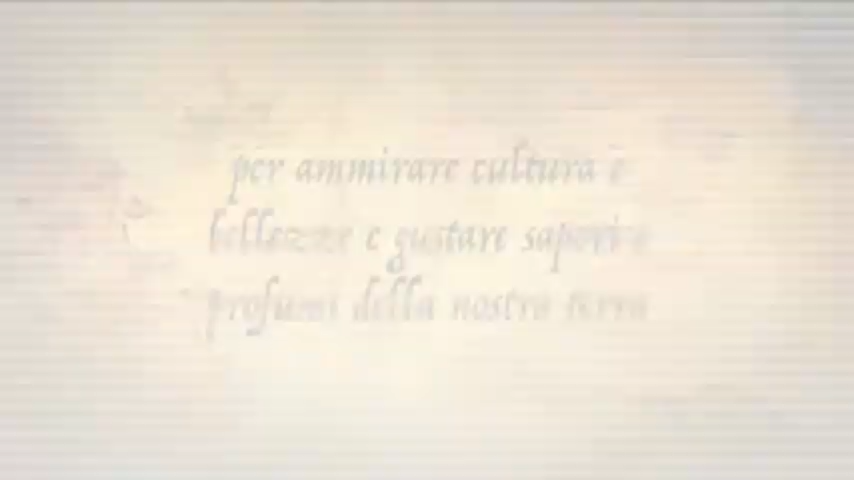 per ammirare cultura e
bellezze e gustare sapori e
profumi della nostra terra